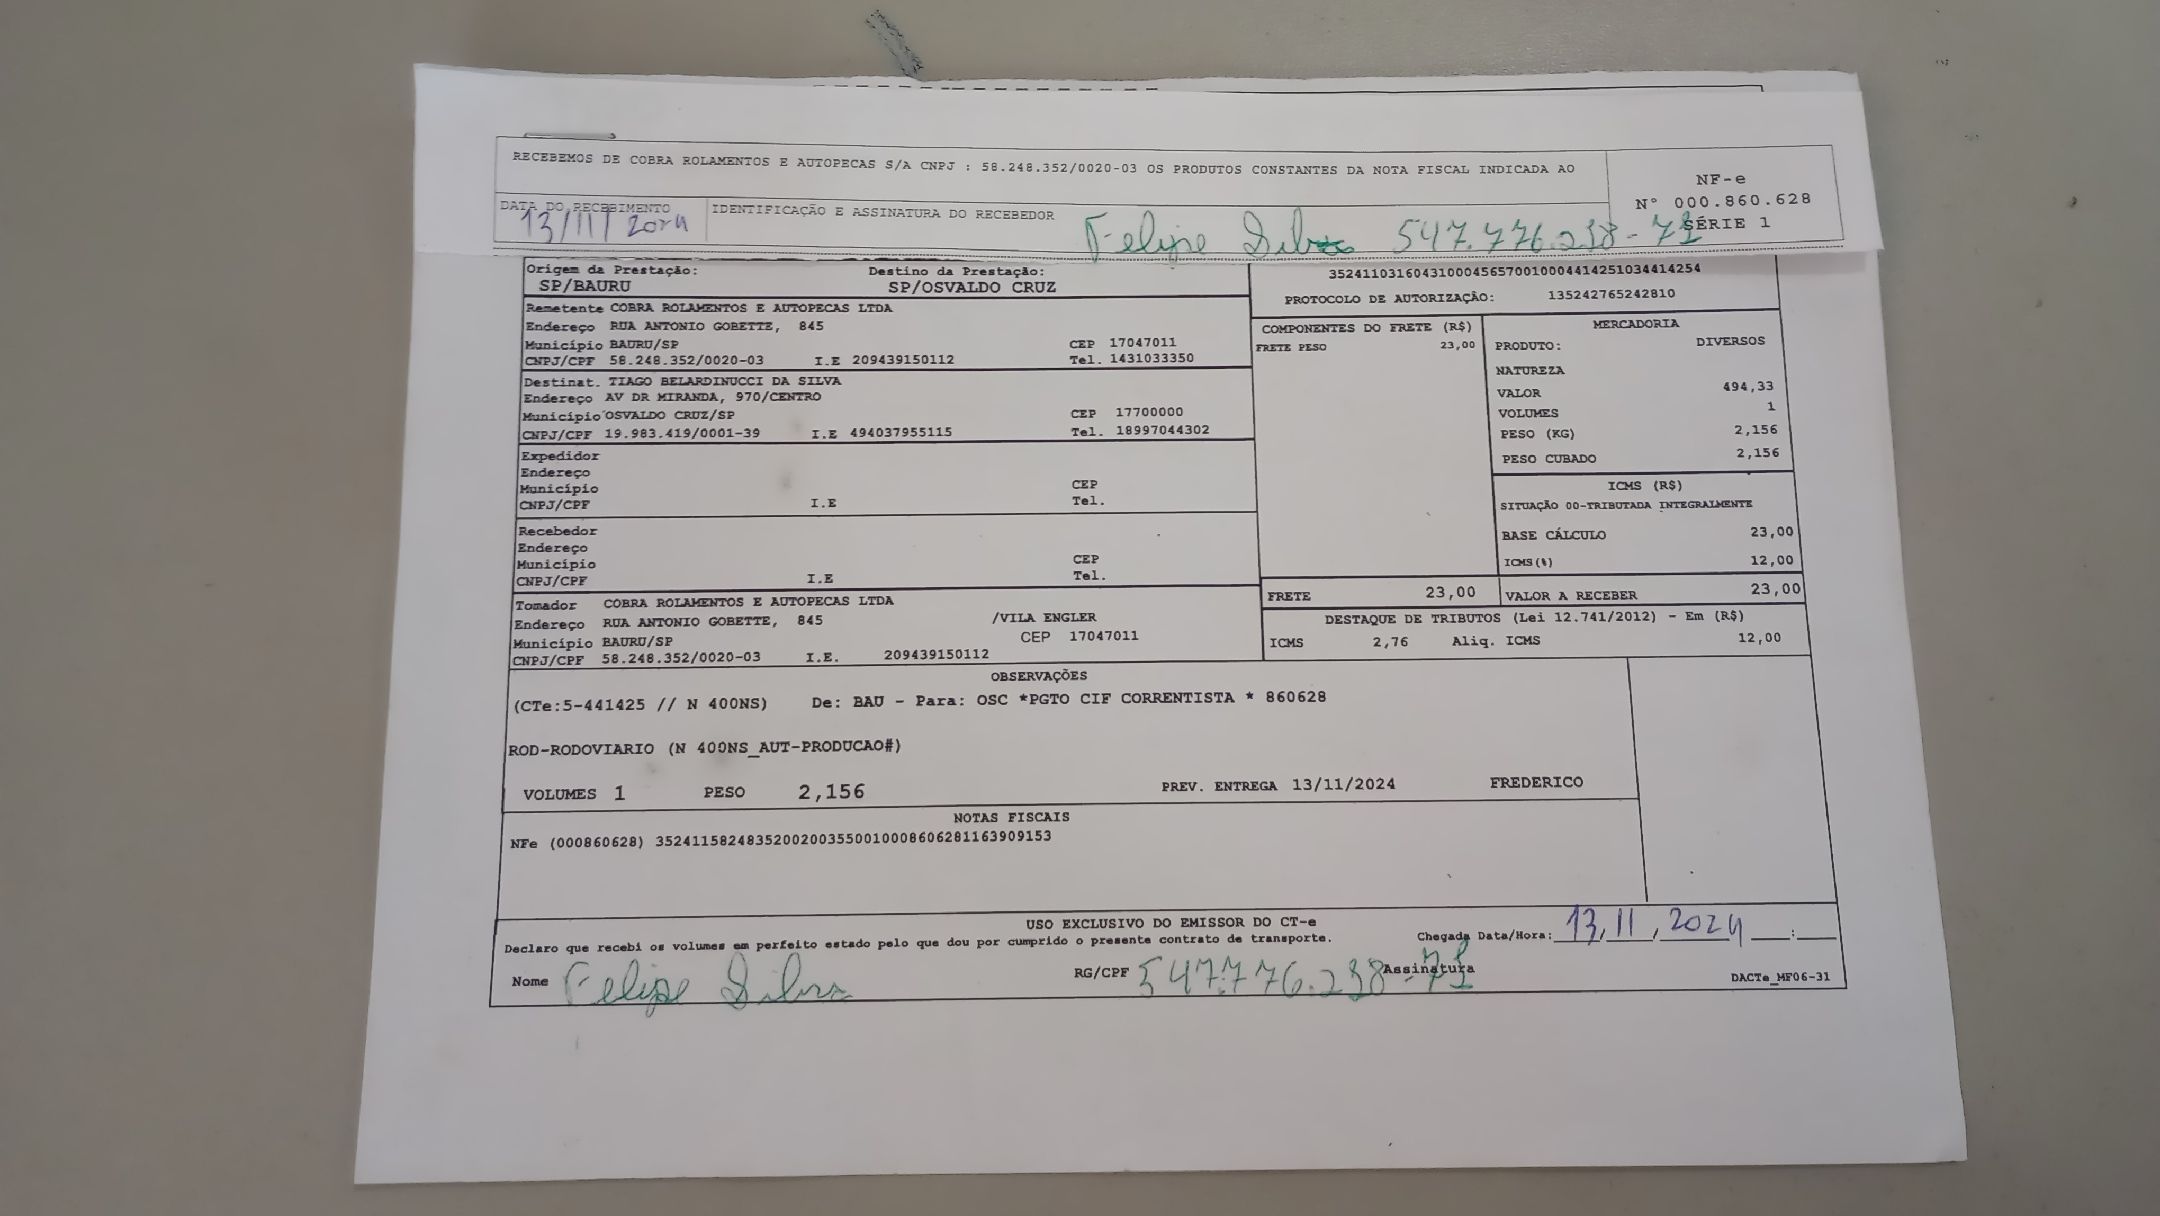 RECEBEMOS DE COBRA ROLAMENTOS E AUTOPECAS S/A CNPJ : 58.248.352/0020-03 OS PRODUTOS CONSTANTES DA NOTA FISCAL INDICADA AO
NF-e
Nº 000.860.628
SÉRIE 1
DATA DO RECEBIMENTO
13/11/2024
IDENTIFICAÇÃO E ASSINATURA DO RECEBEDOR
Felipe Silva 547.776.238-71
Origem da Prestação: Destino da Prestação:
SP/BAURU SP/OSVALDO CRUZ
35241103160431000456570010004414251034414254
PROTOCOLO DE AUTORIZAÇÃO: 135242765242810
Remetente COBRA ROLAMENTOS E AUTOPECAS LTDA
Endereço RUA ANTONIO GOBETTE, 845
Município BAURU/SP CEP 17047011
CNPJ/CPF 58.248.352/0020-03 I.E 209439150112 Tel. 1431033350
Destinat. TIAGO BELARDINUCCI DA SILVA
Endereço AV DR MIRANDA, 970/CENTRO
Município OSVALDO CRUZ/SP CEP 17700000
CNPJ/CPF 19.983.419/0001-39 I.E 494037955115 Tel. 18997044302
Expedidor
Endereço
Município CEP
CNPJ/CPF I.E Tel.
Recebedor
Endereço
Município CEP
CNPJ/CPF I.E Tel.
Tomador COBRA ROLAMENTOS E AUTOPECAS LTDA
Endereço RUA ANTONIO GOBETTE, 845 /VILA ENGLER
Município BAURU/SP CEP 17047011
CNPJ/CPF 58.248.352/0020-03 I.E. 209439150112
COMPONENTES DO FRETE (R$)
FRETE PESO 23,00
MERCADORIA
PRODUTO: DIVERSOS
NATUREZA
VALOR 494,33
VOLUMES 1
PESO (KG) 2,156
PESO CUBADO 2,156
ICMS (R$)
SITUAÇÃO 00-TRIBUTADA INTEGRALMENTE
BASE CÁLCULO 23,00
ICMS(%) 12,00
FRETE 23,00 VALOR A RECEBER 23,00
DESTAQUE DE TRIBUTOS (Lei 12.741/2012) - Em (R$)
ICMS 2,76 Aliq. ICMS 12,00
OBSERVAÇÕES
(CTe:5-441425 // N 400NS) De: BAU - Para: OSC *PGTO CIF CORRENTISTA * 860628
ROD-RODOVIARIO (N 400NS_AUT-PRODUCAO#)
VOLUMES 1 PESO 2,156 PREV. ENTREGA 13/11/2024 FREDERICO
NOTAS FISCAIS
NFe (000860628) 35241158248352002003550010008606281163909153
USO EXCLUSIVO DO EMISSOR DO CT-e
Declaro que recebi os volumes em perfeito estado pelo que dou por cumprido o presente contrato de transporte. Chegada Data/Hora: 13,11,2024 :
Nome Felipe Silva RG/CPF 547.776.238-71 Assinatura DACTe_MF06-31